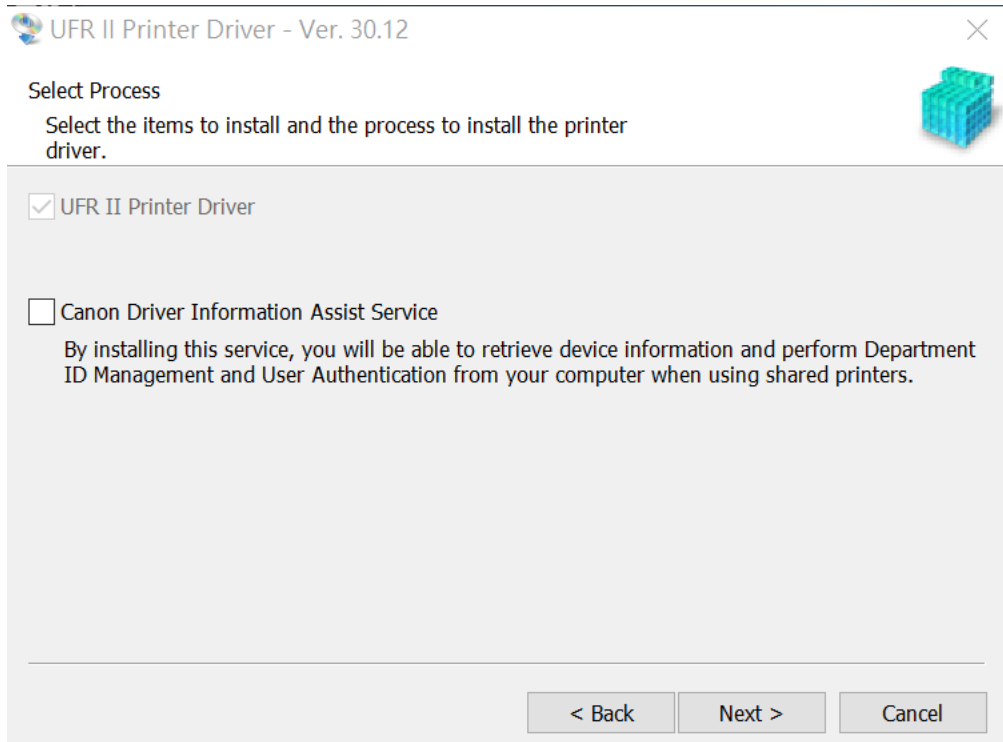 UFR II Printer Driver - Ver. 30.12
Select Process
Select the items to install and the process to install the printer
driver.
UFR II Printer Driver
Canon Driver Information Assist Service
By installing this service, you will be able to retrieve device information and perform Department
ID Management and User Authentication from your computer when using shared printers.
< Back
Next >
Cancel